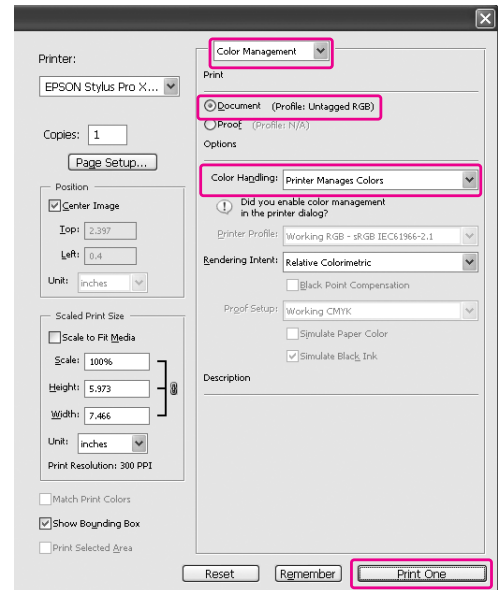 Printer:
EPSON Stylus Pro X...
Copies: 1
Page Setup...
Position
Center Image
Top: 2.397
Left: 0.4
Unit: inches
Scaled Print Size
Scale to Fit Media
Scale: 100%
Height: 5.973
Width: 7.466
Unit: inches
Print Resolution: 300 PPI
Match Print Colors
Show Bounding Box
Print Selected Area
Color Management
Print
Document (Profile: Untagged RGB)
Proof (Profile: N/A)
Options
Color Handling: Printer Manages Colors
Did you enable color management
in the printer dialog?
Printer Profile: Working RGB - sRGB IEC61966-2.1
Rendering Intent: Relative Colorimetric
Black Point Compensation
Proof Setup: Working CMYK
Simulate Paper Color
Simulate Black Ink
Description
Reset Remember Print One